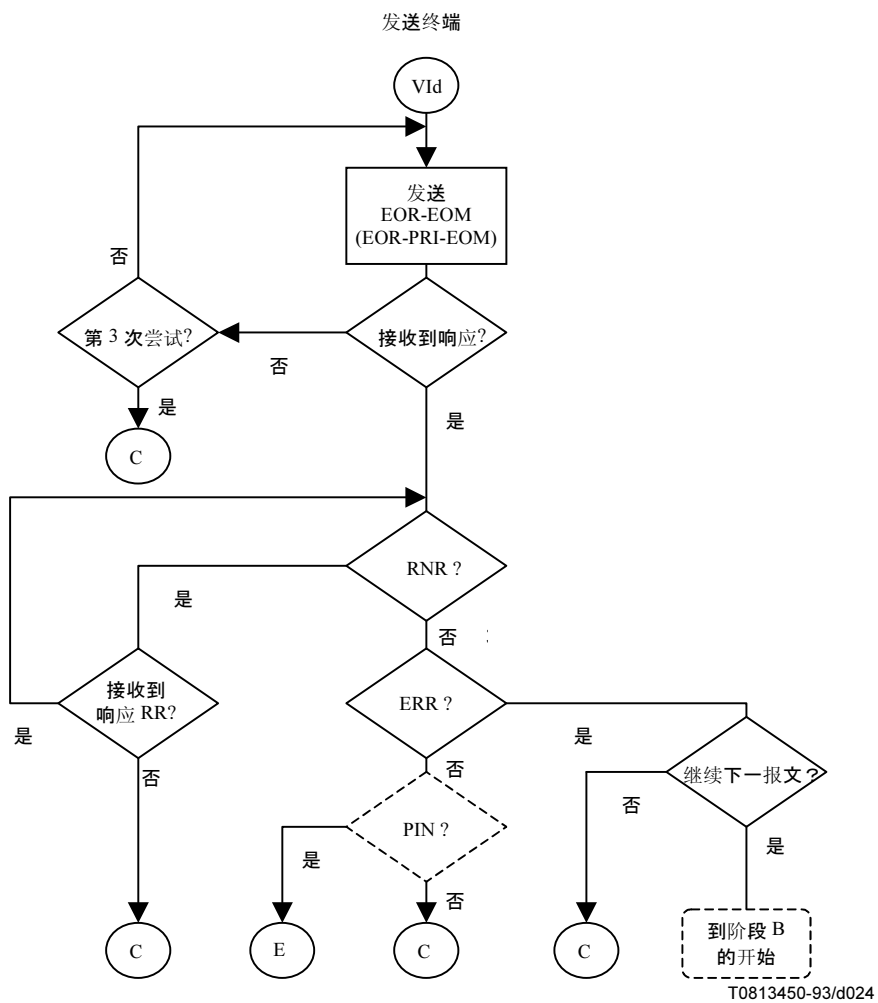 发送终端
VId
发送
EOR-EOM
(EOR-PRI-EOM)
否
第 3 次尝试?
接收到响应?
否
是
C
是
RNR ?
是
否
:
接收到
响应 RR?
ERR ?
是
是
继续下一报文?
否
否
否
PIN ?
是
是
否
C
E
C
C
到阶段 B
的开始
T0813450-93/d024